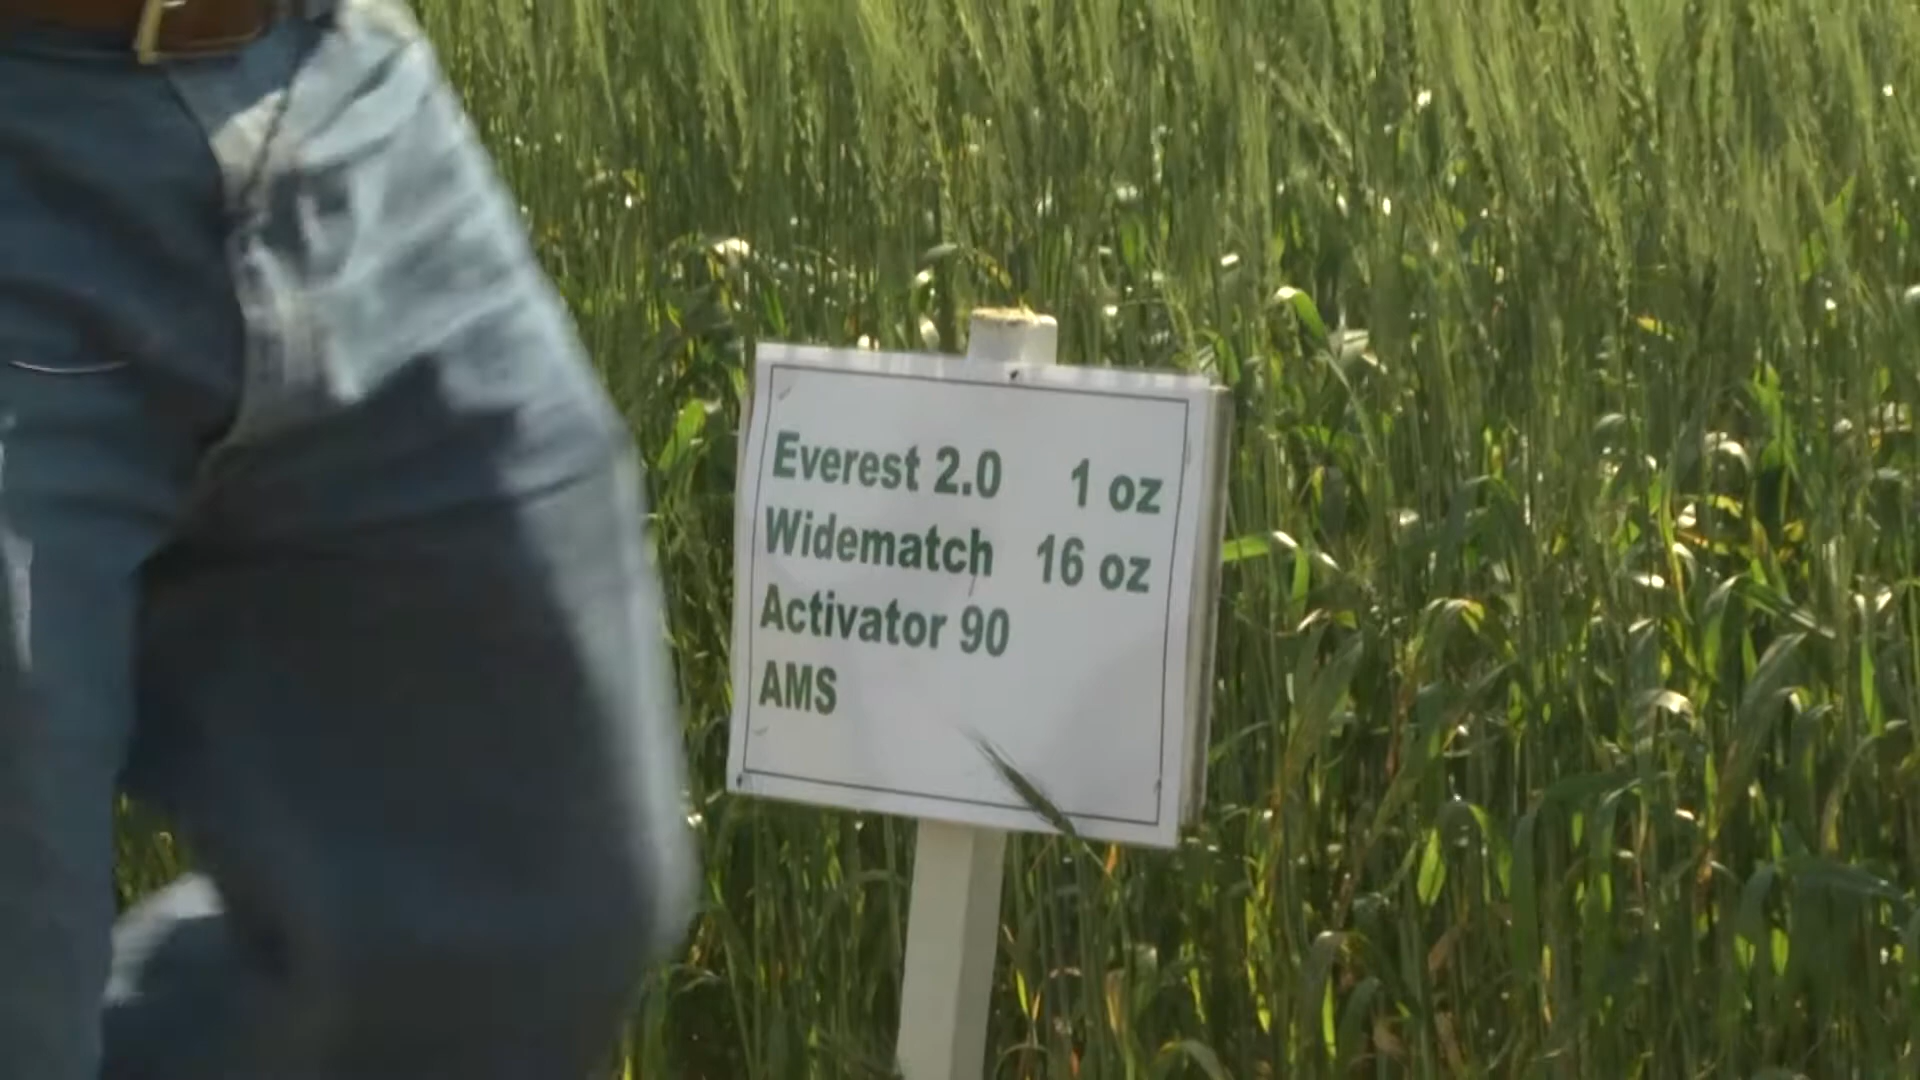 Everest 2.0 1 oz
Widematch 16 oz
Activator 90
AMS